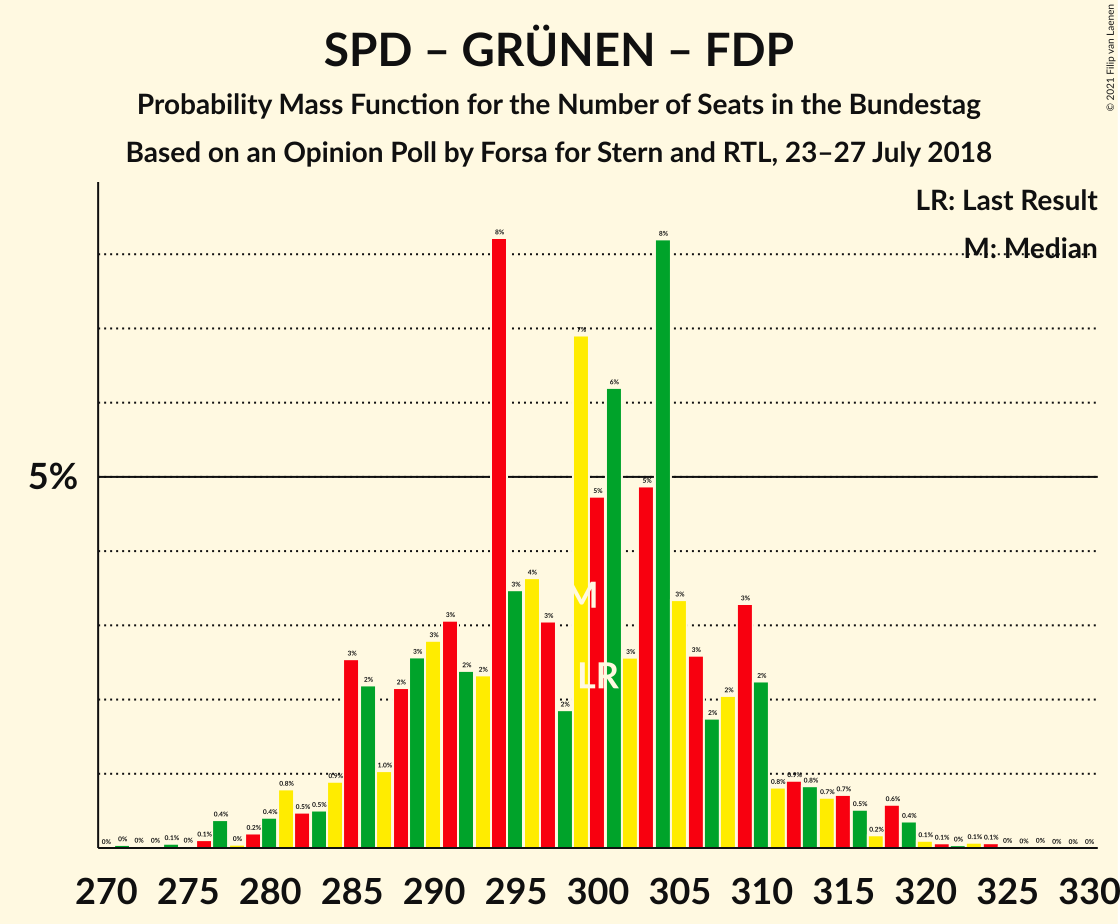 SPD – GRÜNEN – FDP
Probability Mass Function for the Number of Seats in the Bundestag
Based on an Opinion Poll by Forsa for Stern and RTL, 23–27 July 2018
© 2021 Filip van Laenen
LR: Last Result
M: Median
5%
0% 0% 0% 0% 0.1% 0% 0.1% 0.4% 0% 0.2% 0.4% 0.8% 0.5% 0.5% 0.9% 3% 2% 1.0% 2% 3% 3% 3% 2% 2% 8% 3% 4% 3% 2% 7% 5% 6% 3% 5% 8% 3% 3% 2% 2% 3% 2% 0.8% 0.9% 0.8% 0.7% 0.7% 0.5% 0.2% 0.6% 0.4% 0.1% 0.1% 0% 0.1% 0.1% 0% 0% 0% 0% 0% 0%
M
LR
270 275 280 285 290 295 300 305 310 315 320 325 330